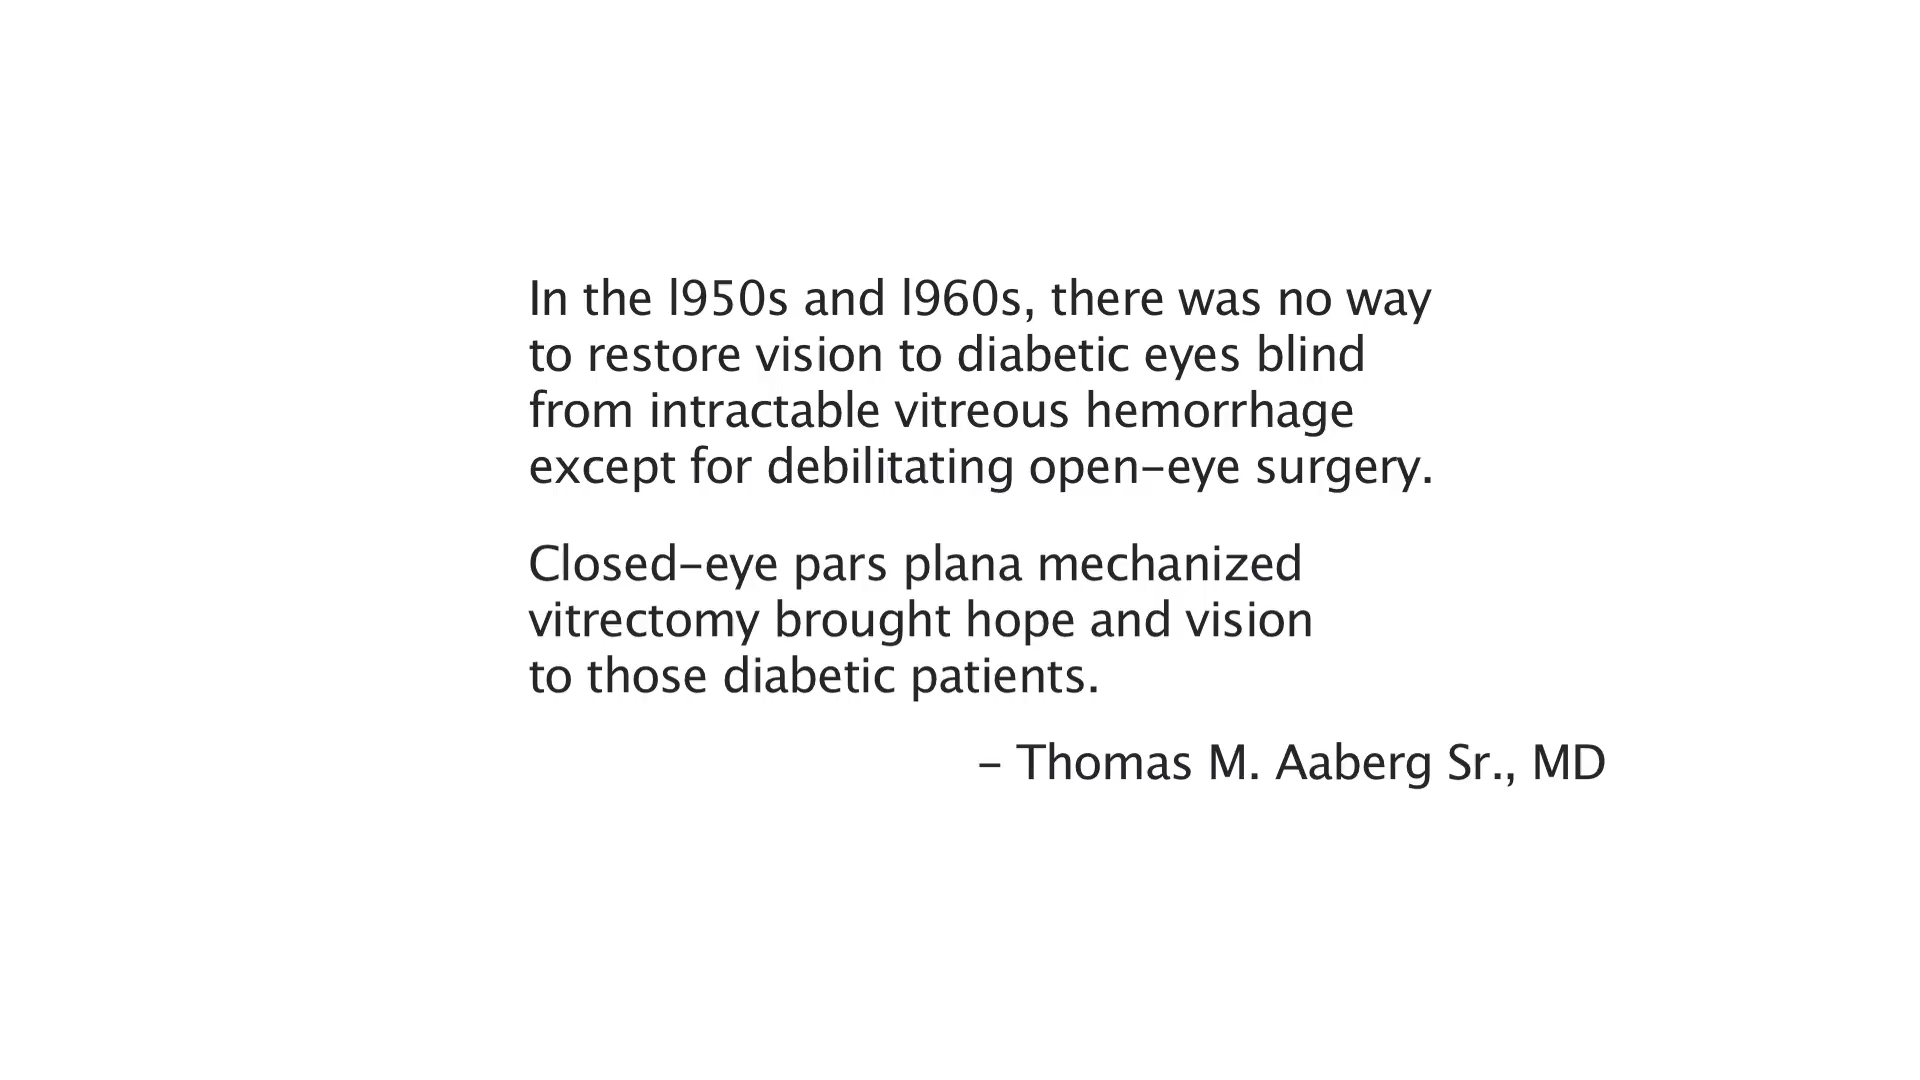 In the l950s and l960s, there was no way
to restore vision to diabetic eyes blind
from intractable vitreous hemorrhage
except for debilitating open-eye surgery.
Closed-eye pars plana mechanized
vitrectomy brought hope and vision
to those diabetic patients.
- Thomas M. Aaberg Sr., MD